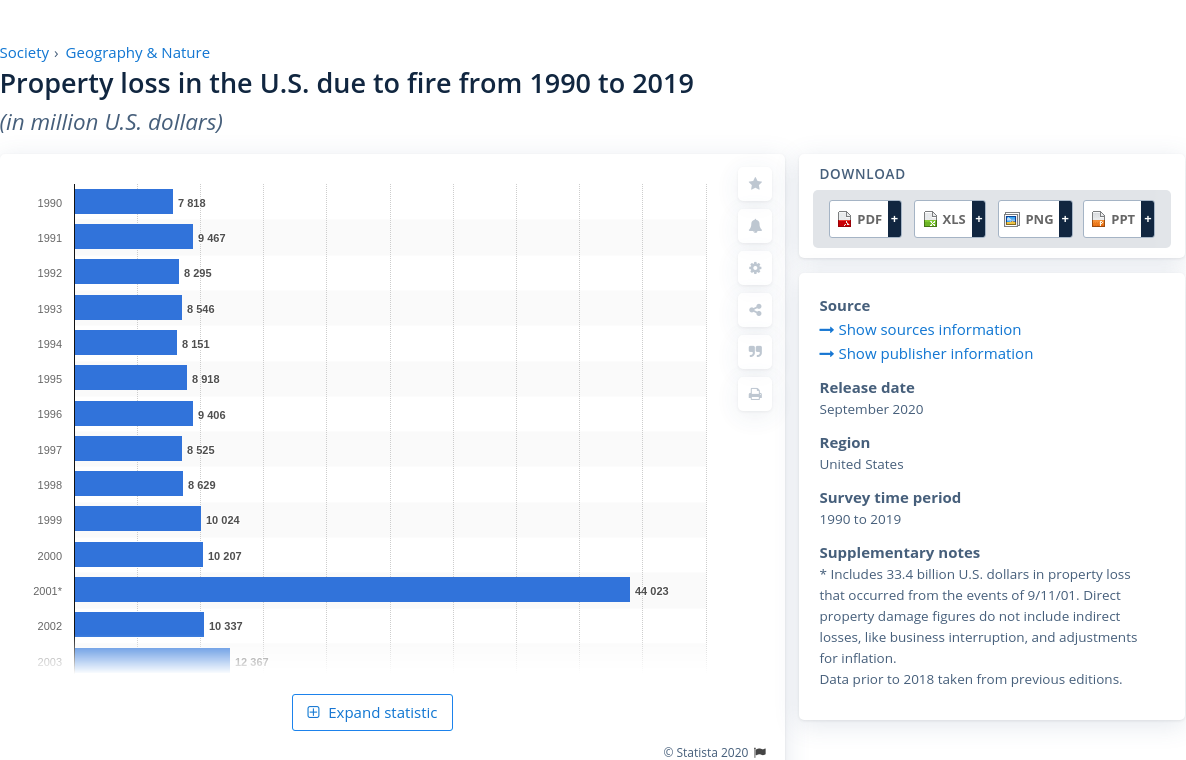 Society › Geography & Nature
Property loss in the U.S. due to fire from 1990 to 2019
(in million U.S. dollars)
1990 7 818
1991 9 467
1992 8 295
1993 8 546
1994 8 151
1995 8 918
1996 9 406
1997 8 525
1998 8 629
1999 10 024
2000 10 207
2001* 44 023
2002 10 337
2003 12 367
Expand statistic
© Statista 2020
DOWNLOAD
PDF + XLS + PNG + PPT +
Source
Show sources information
Show publisher information
Release date
September 2020
Region
United States
Survey time period
1990 to 2019
Supplementary notes
* Includes 33.4 billion U.S. dollars in property loss
that occurred from the events of 9/11/01. Direct
property damage figures do not include indirect
losses, like business interruption, and adjustments
for inflation.
Data prior to 2018 taken from previous editions.